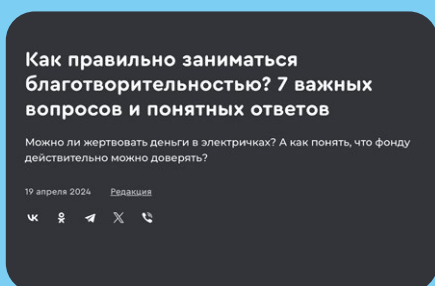 Как правильно заниматься
благотворительностью? 7 важных
вопросов и понятных ответов
Можно ли жертвовать деньги в электричках? А как понять, что фонду
действительно можно доверять?
19 апреля 2024 Редакция